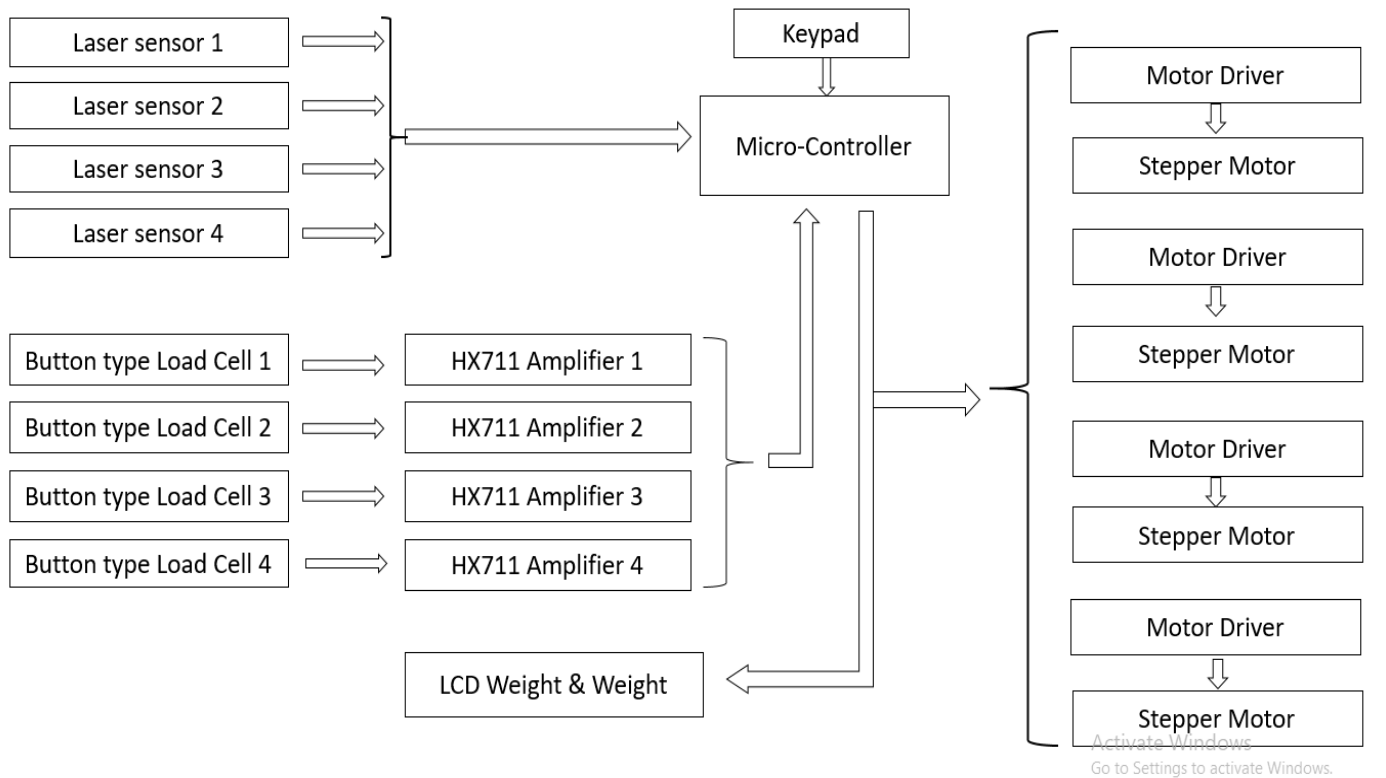 Laser sensor 1
Laser sensor 2
Laser sensor 3
Laser sensor 4
Keypad
Micro-Controller
Button type Load Cell 1
HX711 Amplifier 1
Button type Load Cell 2
HX711 Amplifier 2
Button type Load Cell 3
HX711 Amplifier 3
Button type Load Cell 4
HX711 Amplifier 4
LCD Weight & Weight
Motor Driver
Stepper Motor
Motor Driver
Stepper Motor
Motor Driver
Stepper Motor
Motor Driver
Stepper Motor
Activate Windows
Go to Settings to activate Windows.